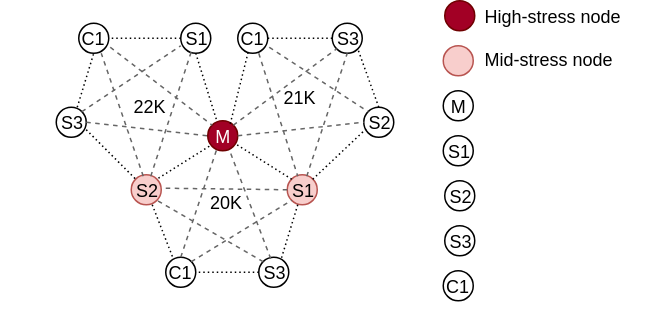 C1 S1 C1 S3
22K 21K
S3 M S2
S2 S1
20K
C1 S3
High-stress node
Mid-stress node
M
S1
S2
S3
C1